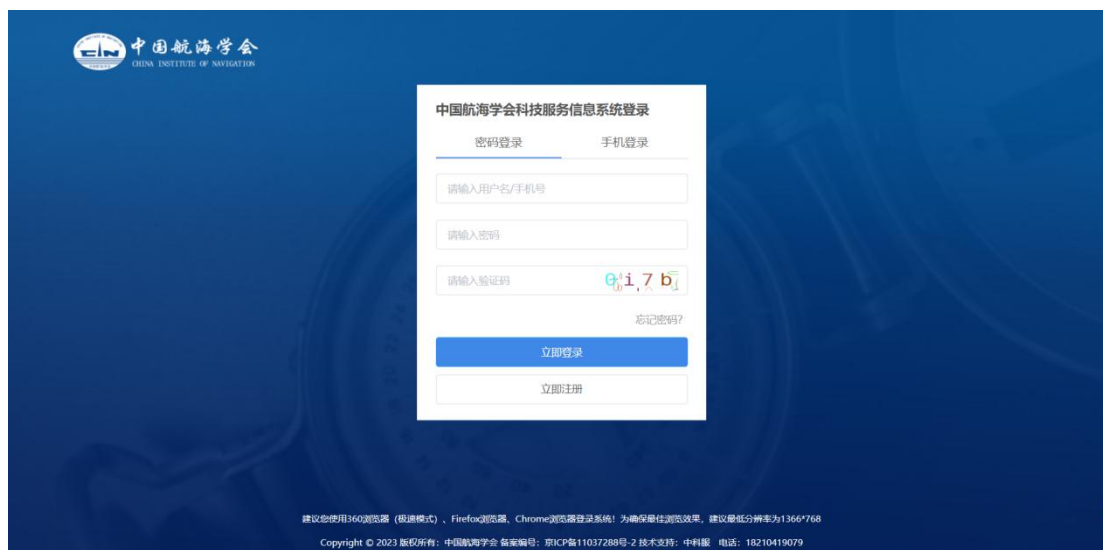 中国航海学会
CHINA INSTITUTE OF NAVIGATION
中国航海学会科技服务信息系统登录
密码登录 手机登录
请输入用户名/手机号
请输入密码
请输入验证码
忘记密码?
立即登录
立即注册
建议您使用360浏览器（极速模式）、Firefox浏览器、Chrome浏览器登录系统！为确保最佳浏览效果，建议最低分辨率为1366*768
Copyright © 2023 版权所有：中国航海学会 备案编号：京ICP备11037288号-2 技术支持：中科服 电话：18210419079